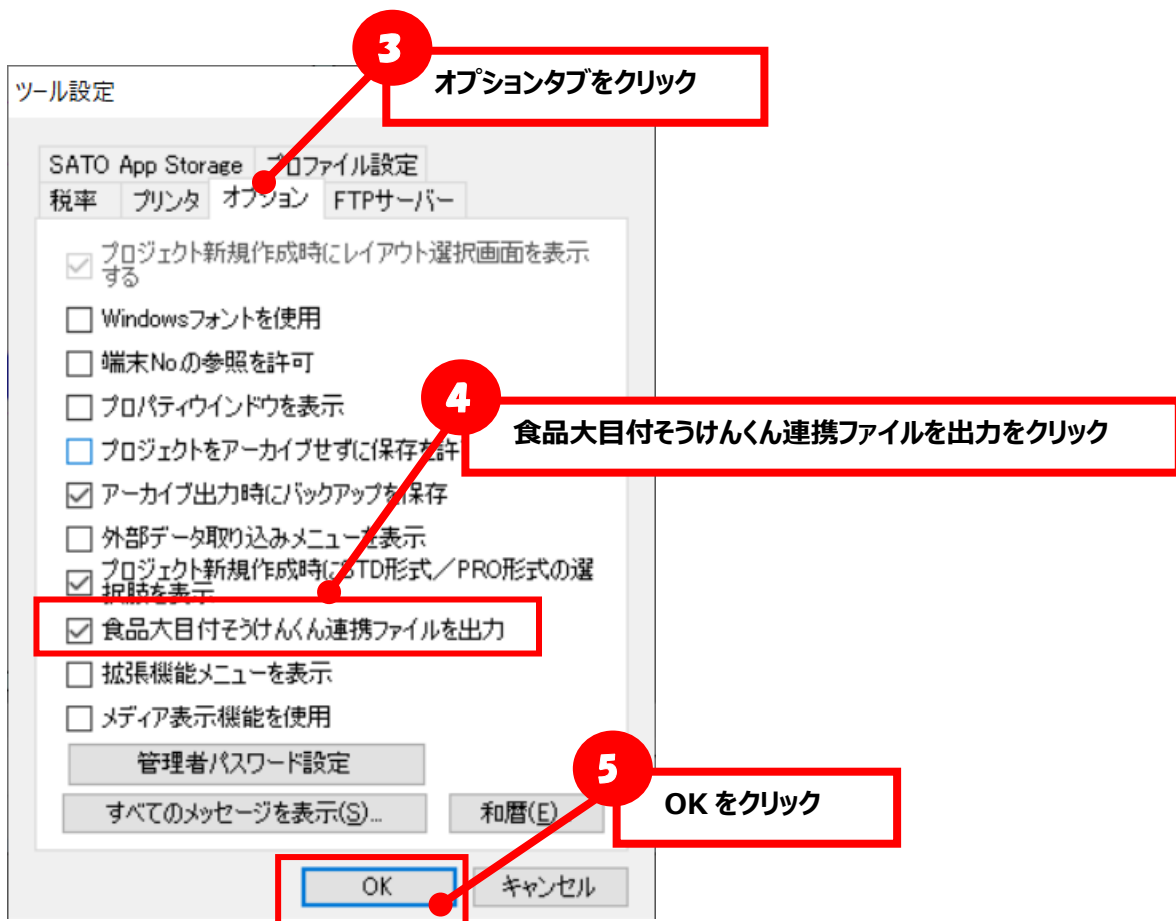 3
オプションタブをクリック
ツール設定
SATO App Storage プロファイル設定
税率 プリンタ オプション FTPサーバー
プロジェクト新規作成時にレイアウト選択画面を表示
する
Windowsフォントを使用
端末No.の参照を許可
4
プロパティウインドウを表示
食品大目付そうけんくん連携ファイルを出力をクリック
プロジェクトをアーカイブせずに保存を許
アーカイブ出力時にバックアップを保存
外部データ取り込みメニューを表示
プロジェクト新規作成時にSTD形式／PRO形式の選
択肢を表示
食品大目付そうけんくん連携ファイルを出力
拡張機能メニューを表示
メディア表示機能を使用
管理者パスワード設定
5
OK をクリック
すべてのメッセージを表示(S)... 和暦(E)
OK キャンセル